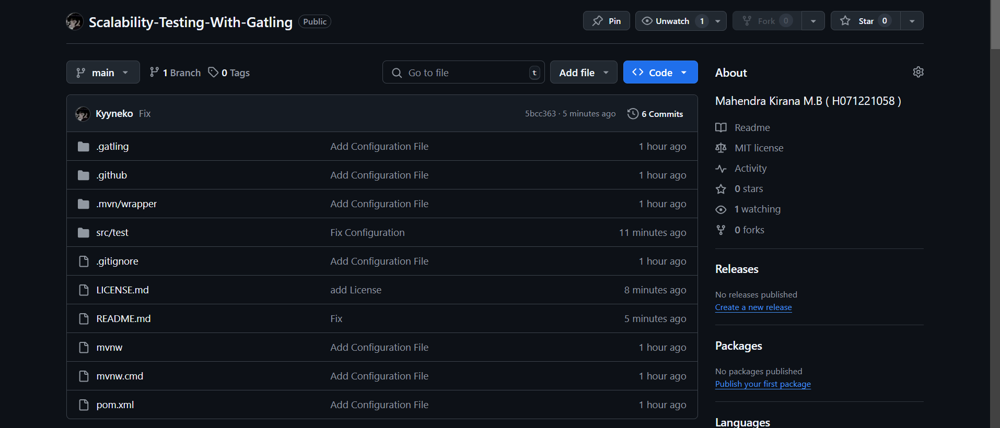 Scalability-Testing-With-Gatling Public Pin Unwatch 1 Fork 0 Star 0
main 1 Branch 0 Tags Go to file t Add file Code
Kyyneko Fix 5bcc363 · 5 minutes ago 6 Commits
.gatling Add Configuration File 1 hour ago
.github Add Configuration File 1 hour ago
.mvn/wrapper Add Configuration File 1 hour ago
src/test Fix Configuration 11 minutes ago
.gitignore Add Configuration File 1 hour ago
LICENSE.md add License 8 minutes ago
README.md Fix 5 minutes ago
mvnw Add Configuration File 1 hour ago
mvnw.cmd Add Configuration File 1 hour ago
pom.xml Add Configuration File 1 hour ago
About
Mahendra Kirana M.B ( H071221058 )
Readme
MIT license
Activity
0 stars
1 watching
0 forks
Releases
No releases published
Create a new release
Packages
No packages published
Publish your first package
Languages